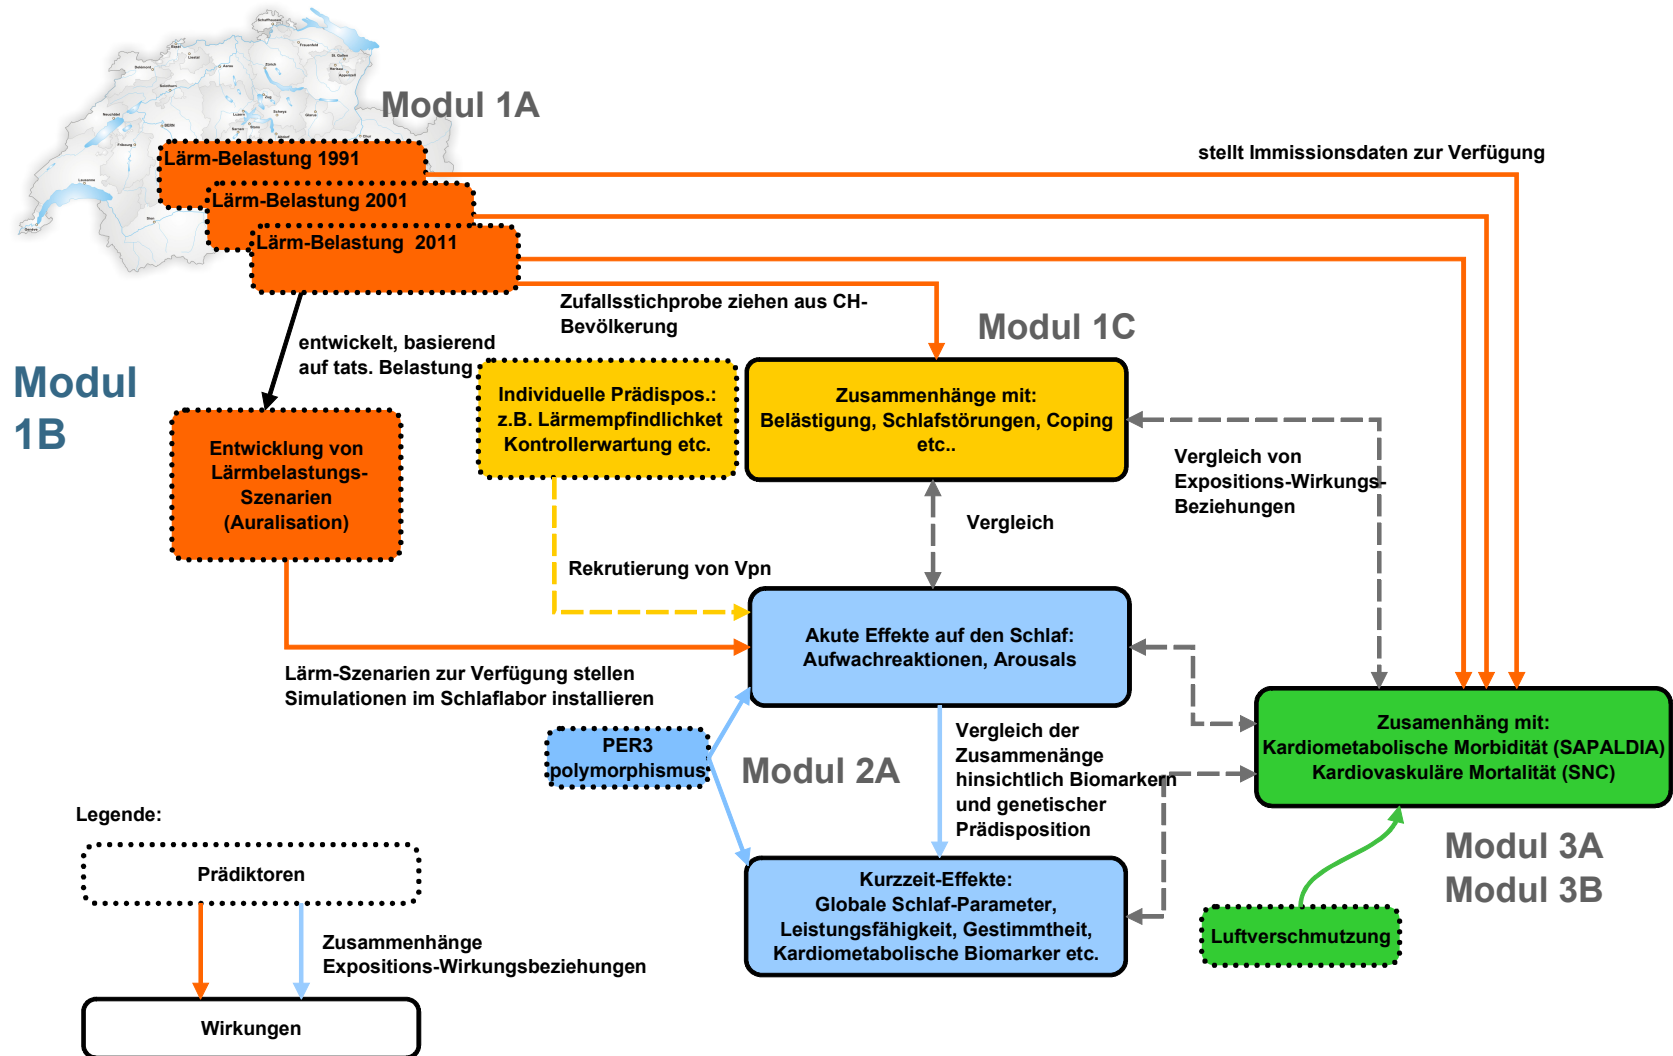 Modul 1A
Lärm-Belastung 1991
Lärm-Belastung 2001
Lärm-Belastung 2011
stellt Immissionsdaten zur Verfügung
Zufallsstichprobe ziehen aus CH-
Bevölkerung
Modul 1C
entwickelt, basierend
auf tats. Belastung
Modul
1B
Individuelle Prädispos.:
z.B. Lärmempfindlichket
Kontrollerwartung etc.
Zusammenhänge mit:
Belästigung, Schlafstörungen, Coping
etc..
Entwicklung von
Lärmbelastungs-
Szenarien
(Auralisation)
Vergleich von
Expositions-Wirkungs-
Beziehungen
Vergleich
Rekrutierung von Vpn
Akute Effekte auf den Schlaf:
Aufwachreaktionen, Arousals
Lärm-Szenarien zur Verfügung stellen
Simulationen im Schlaflabor installieren
PER3
polymorphismus
Modul 2A
Vergleich der
Zusammenänge
hinsichtlich Biomarkern
und genetischer
Prädisposition
Zusamenhäng mit:
Kardiometabolische Morbidität (SAPALDIA)
Kardiovaskuläre Mortalität (SNC)
Modul 3A
Modul 3B
Kurzzeit-Effekte:
Globale Schlaf-Parameter,
Leistungsfähigkeit, Gestimmtheit,
Kardiometabolische Biomarker etc.
Luftverschmutzung
Legende:
Prädiktoren
Zusammenhänge
Expositions-Wirkungsbeziehungen
Wirkungen